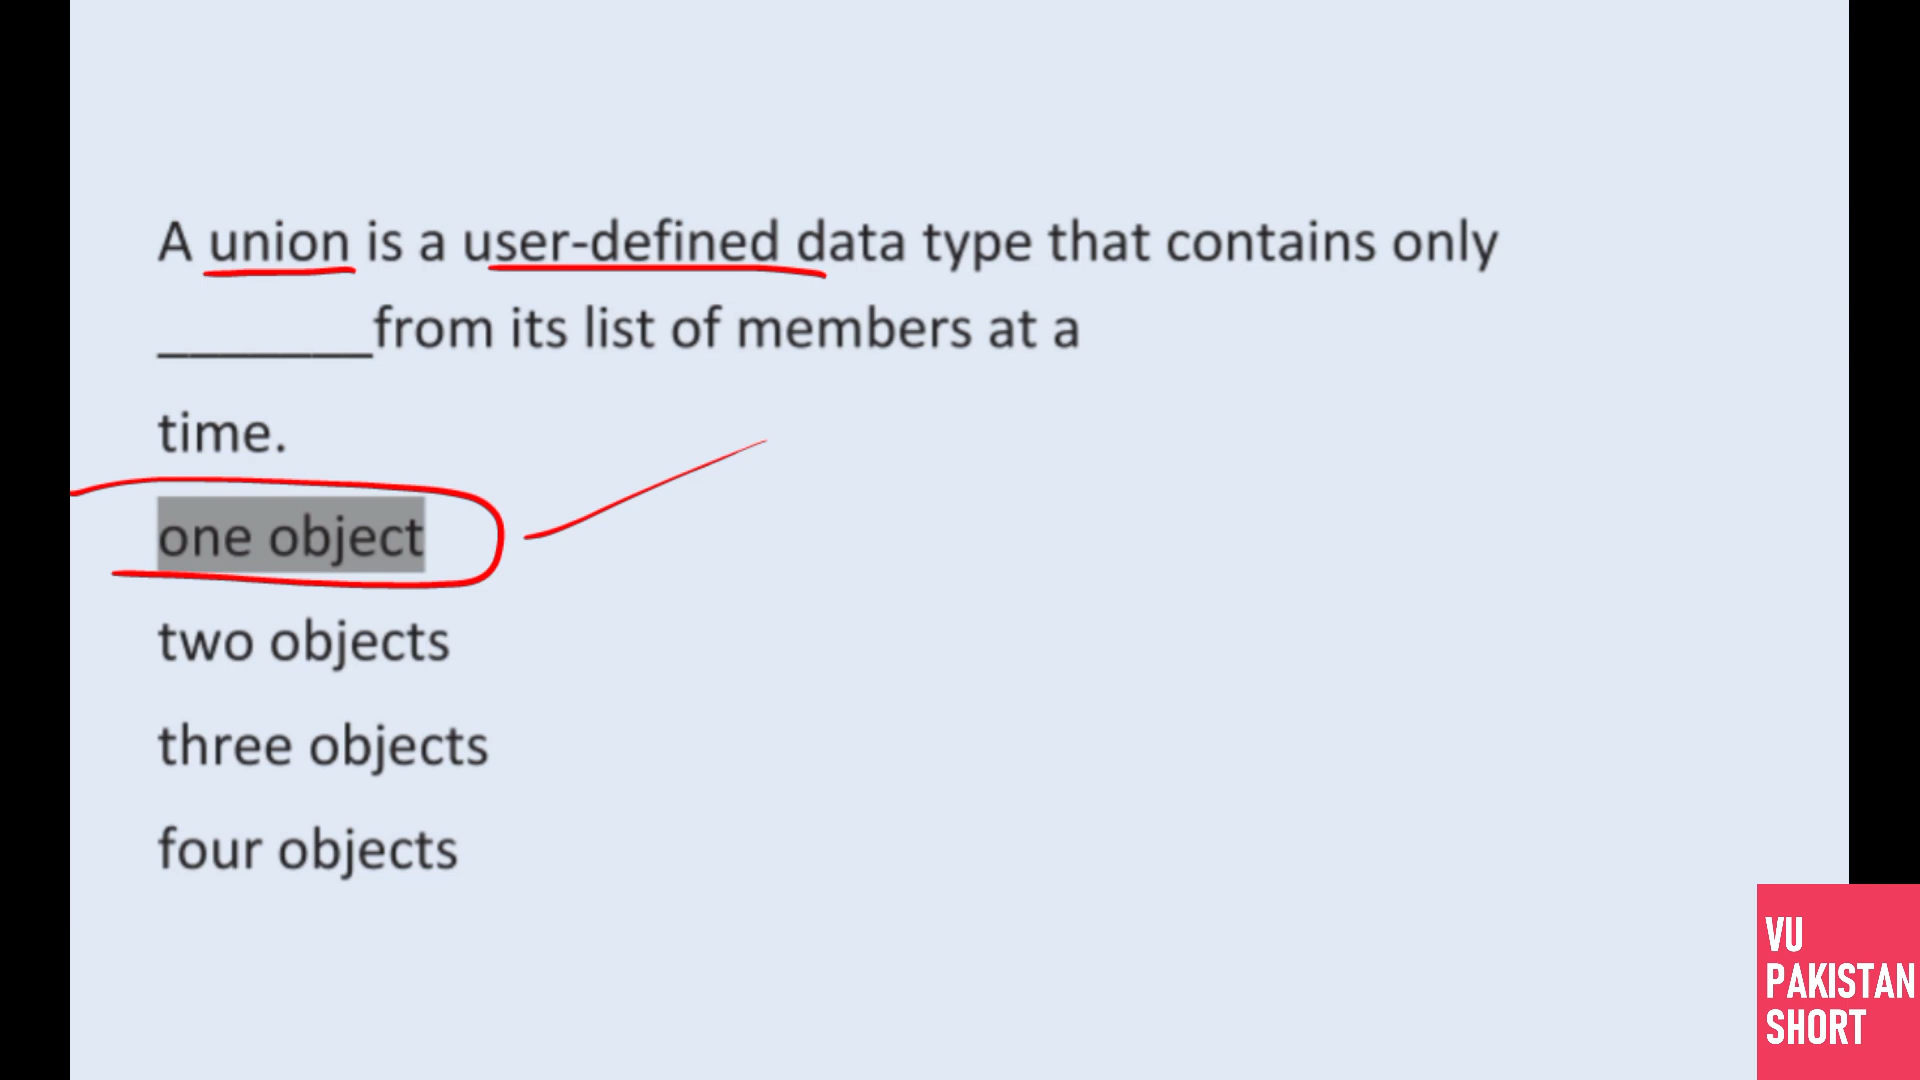 A union is a user-defined data type that contains only
_______from its list of members at a
time.
one object
two objects
three objects
four objects
VU
PAKISTAN
SHORT